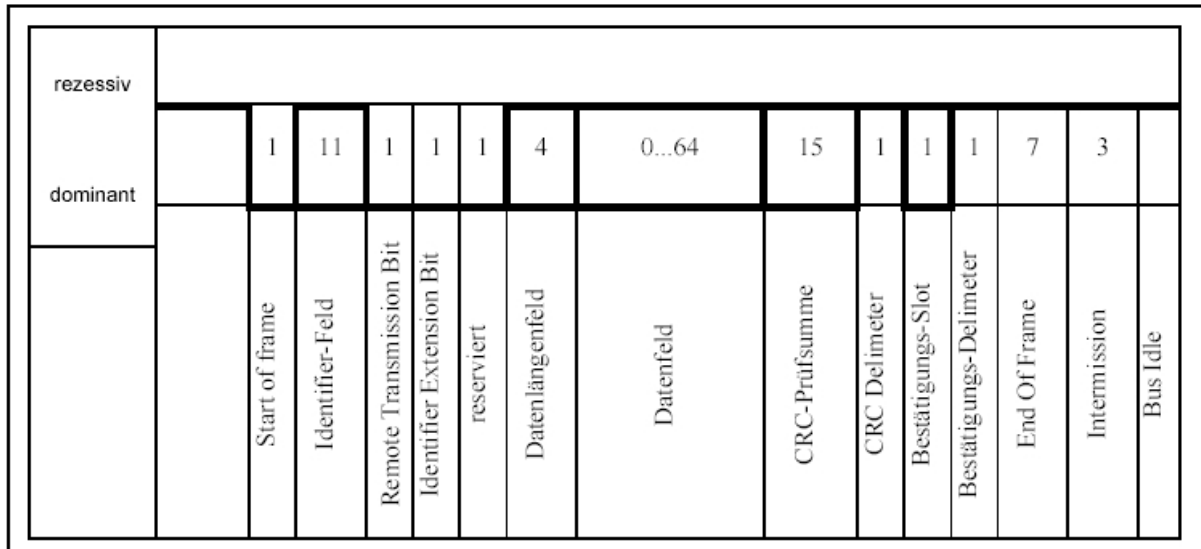 rezessiv
1 11 1 1 1 4 0...64 15 1 1 1 7 3
dominant
Start of frame
Identifier-Feld
Remote Transmission Bit
Identifier Extension Bit
reserviert
Datenlängenfeld
Datenfeld
CRC-Prüfsumme
CRC Delimeter
Bestätigungs-Slot
Bestätigungs-Delimeter
End Of Frame
Intermission
Bus Idle